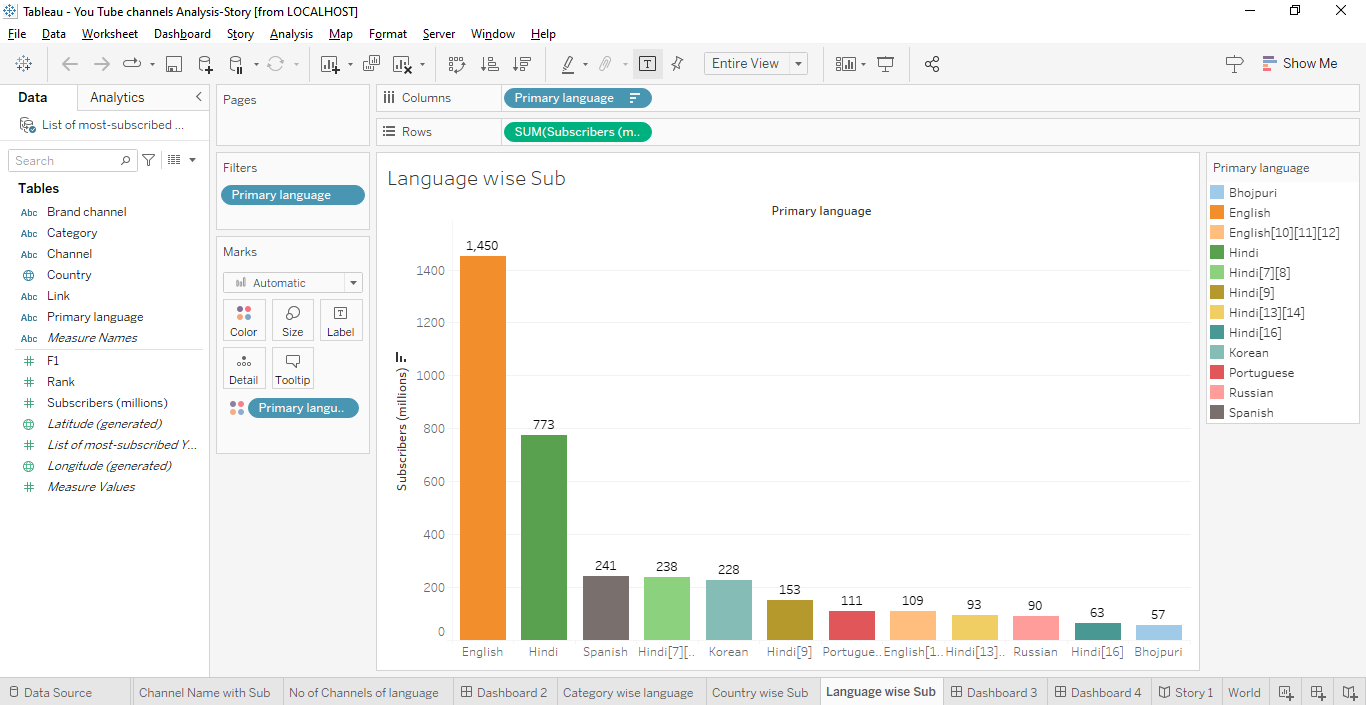 Tableau - You Tube channels Analysis-Story [from LOCALHOST]
File Data Worksheet Dashboard Story Analysis Map Format Server Window Help
Entire View
Show Me
Data Analytics
List of most-subscribed ...
Search
Tables
Abc Brand channel
Abc Category
Abc Channel
Country
Abc Link
Abc Primary language
Abc Measure Names
F1
Rank
Subscribers (millions)
Latitude (generated)
List of most-subscribed Y...
Longitude (generated)
Measure Values
Pages
Filters
Primary language
Marks
Automatic
Color Size Label
Detail Tooltip
Primary langu..
Columns Primary language
Rows SUM(Subscribers (m..
Language wise Sub
Primary language
Subscribers (millions)
1400
1200
1000
800
600
400
200
0
1,450
773
241
238
228
153
111
109
93
90
63
57
English Hindi Spanish Hindi[7][.. Korean Hindi[9] Portugue.. English[1.. Hindi[13].. Russian Hindi[16] Bhojpuri
Primary language
Bhojpuri
English
English[10][11][12]
Hindi
Hindi[7][8]
Hindi[9]
Hindi[13][14]
Hindi[16]
Korean
Portuguese
Russian
Spanish
Data Source Channel Name with Sub No of Channels of language Dashboard 2 Category wise language Country wise Sub Language wise Sub Dashboard 3 Dashboard 4 Story 1 World